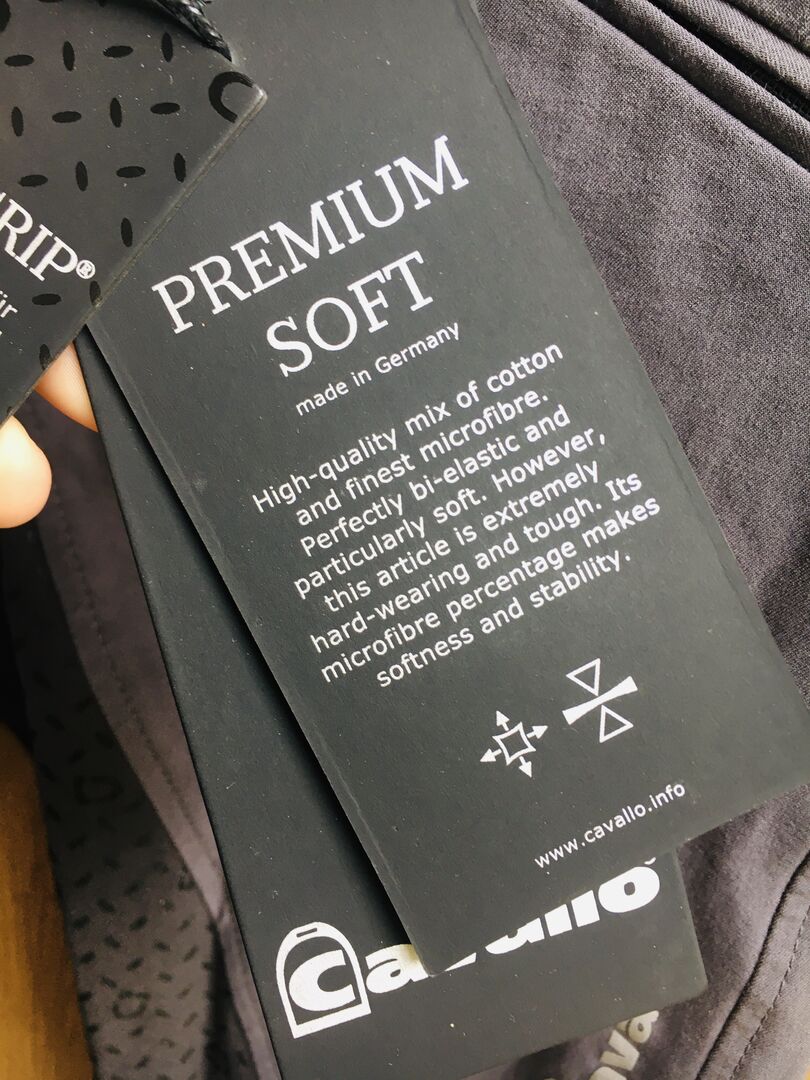 RIP®
für
PREMIUM
SOFT
made in Germany
High-quality mix of cotton
and finest microfibre.
Perfectly bi-elastic and
particularly soft. However,
this article is extremely
hard-wearing and tough. Its
microfibre percentage makes
softness and stability.
www.cavallo.info
cavallo